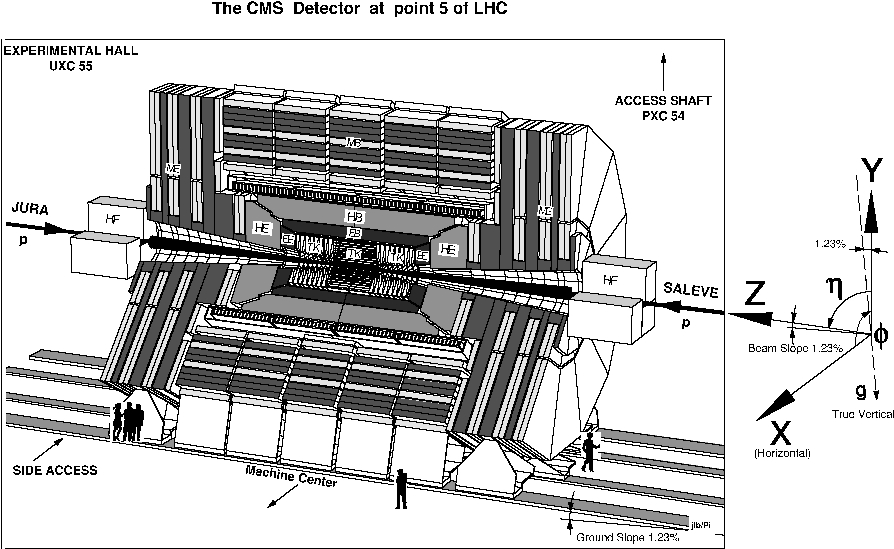 The CMS Detector at point 5 of LHC
EXPERIMENTAL HALL
UXC 55
ACCESS SHAFT
PXC 54
ME
MB
ME
JURA
p
HF
HB
EB
HE
EE
TK
TK
TK
EE
HE
HF
SALEVE
p
Y
1.23%
Z
η
Φ
Beam Slope 1.23%
g
True Vertical
X
(Horizontal)
SIDE ACCESS
Machine Center
jlb/PI
Ground Slope 1.23%